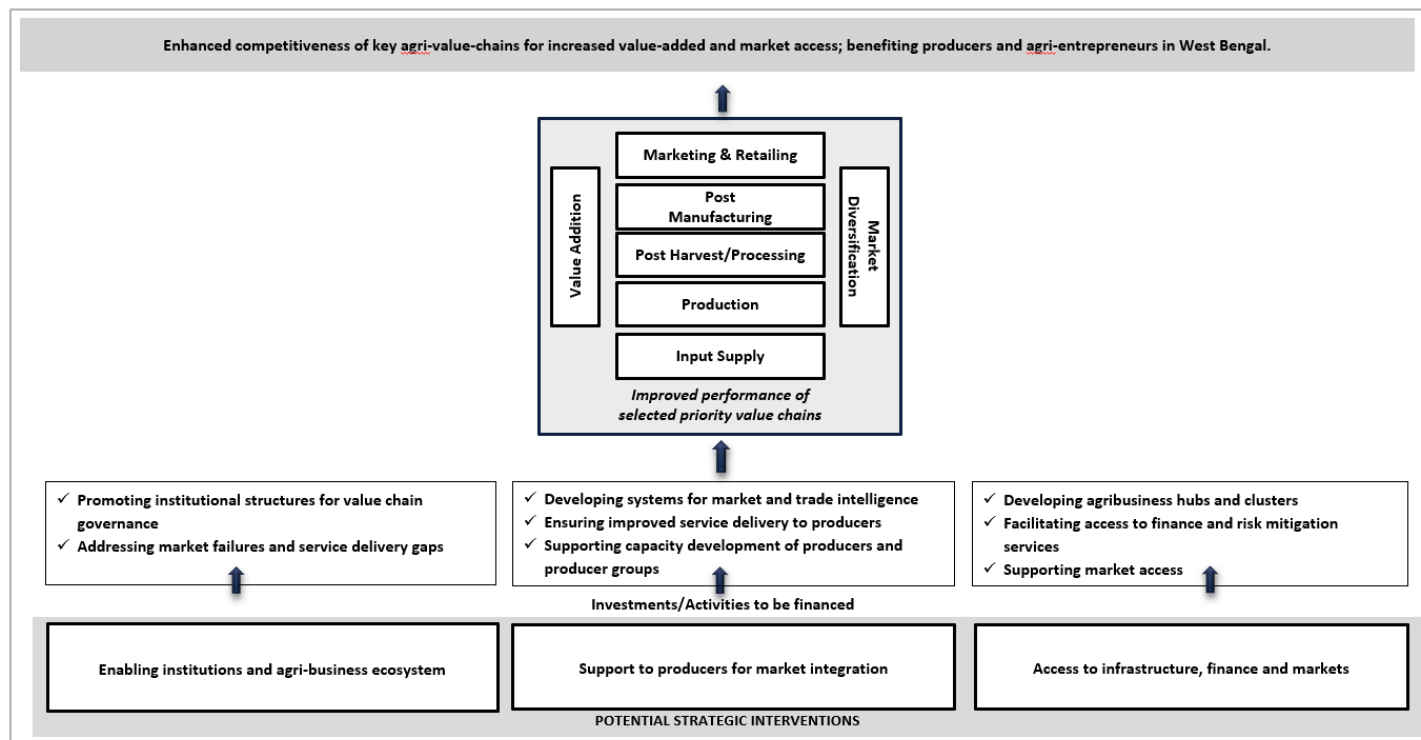 Enhanced competitiveness of key agri-value-chains for increased value-added and market access; benefiting producers and agri-entrepreneurs in West Bengal.
Marketing & Retailing
Value Addition
Post
Manufacturing
Market
Diversification
Post Harvest/Processing
Production
Input Supply
Improved performance of
selected priority value chains
✓ Promoting institutional structures for value chain
governance
✓ Addressing market failures and service delivery gaps
✓ Developing systems for market and trade intelligence
✓ Ensuring improved service delivery to producers
✓ Supporting capacity development of producers and
producer groups
✓ Developing agribusiness hubs and clusters
✓ Facilitating access to finance and risk mitigation
services
✓ Supporting market access
Investments/Activities to be financed
Enabling institutions and agri-business ecosystem
Support to producers for market integration
Access to infrastructure, finance and markets
POTENTIAL STRATEGIC INTERVENTIONS